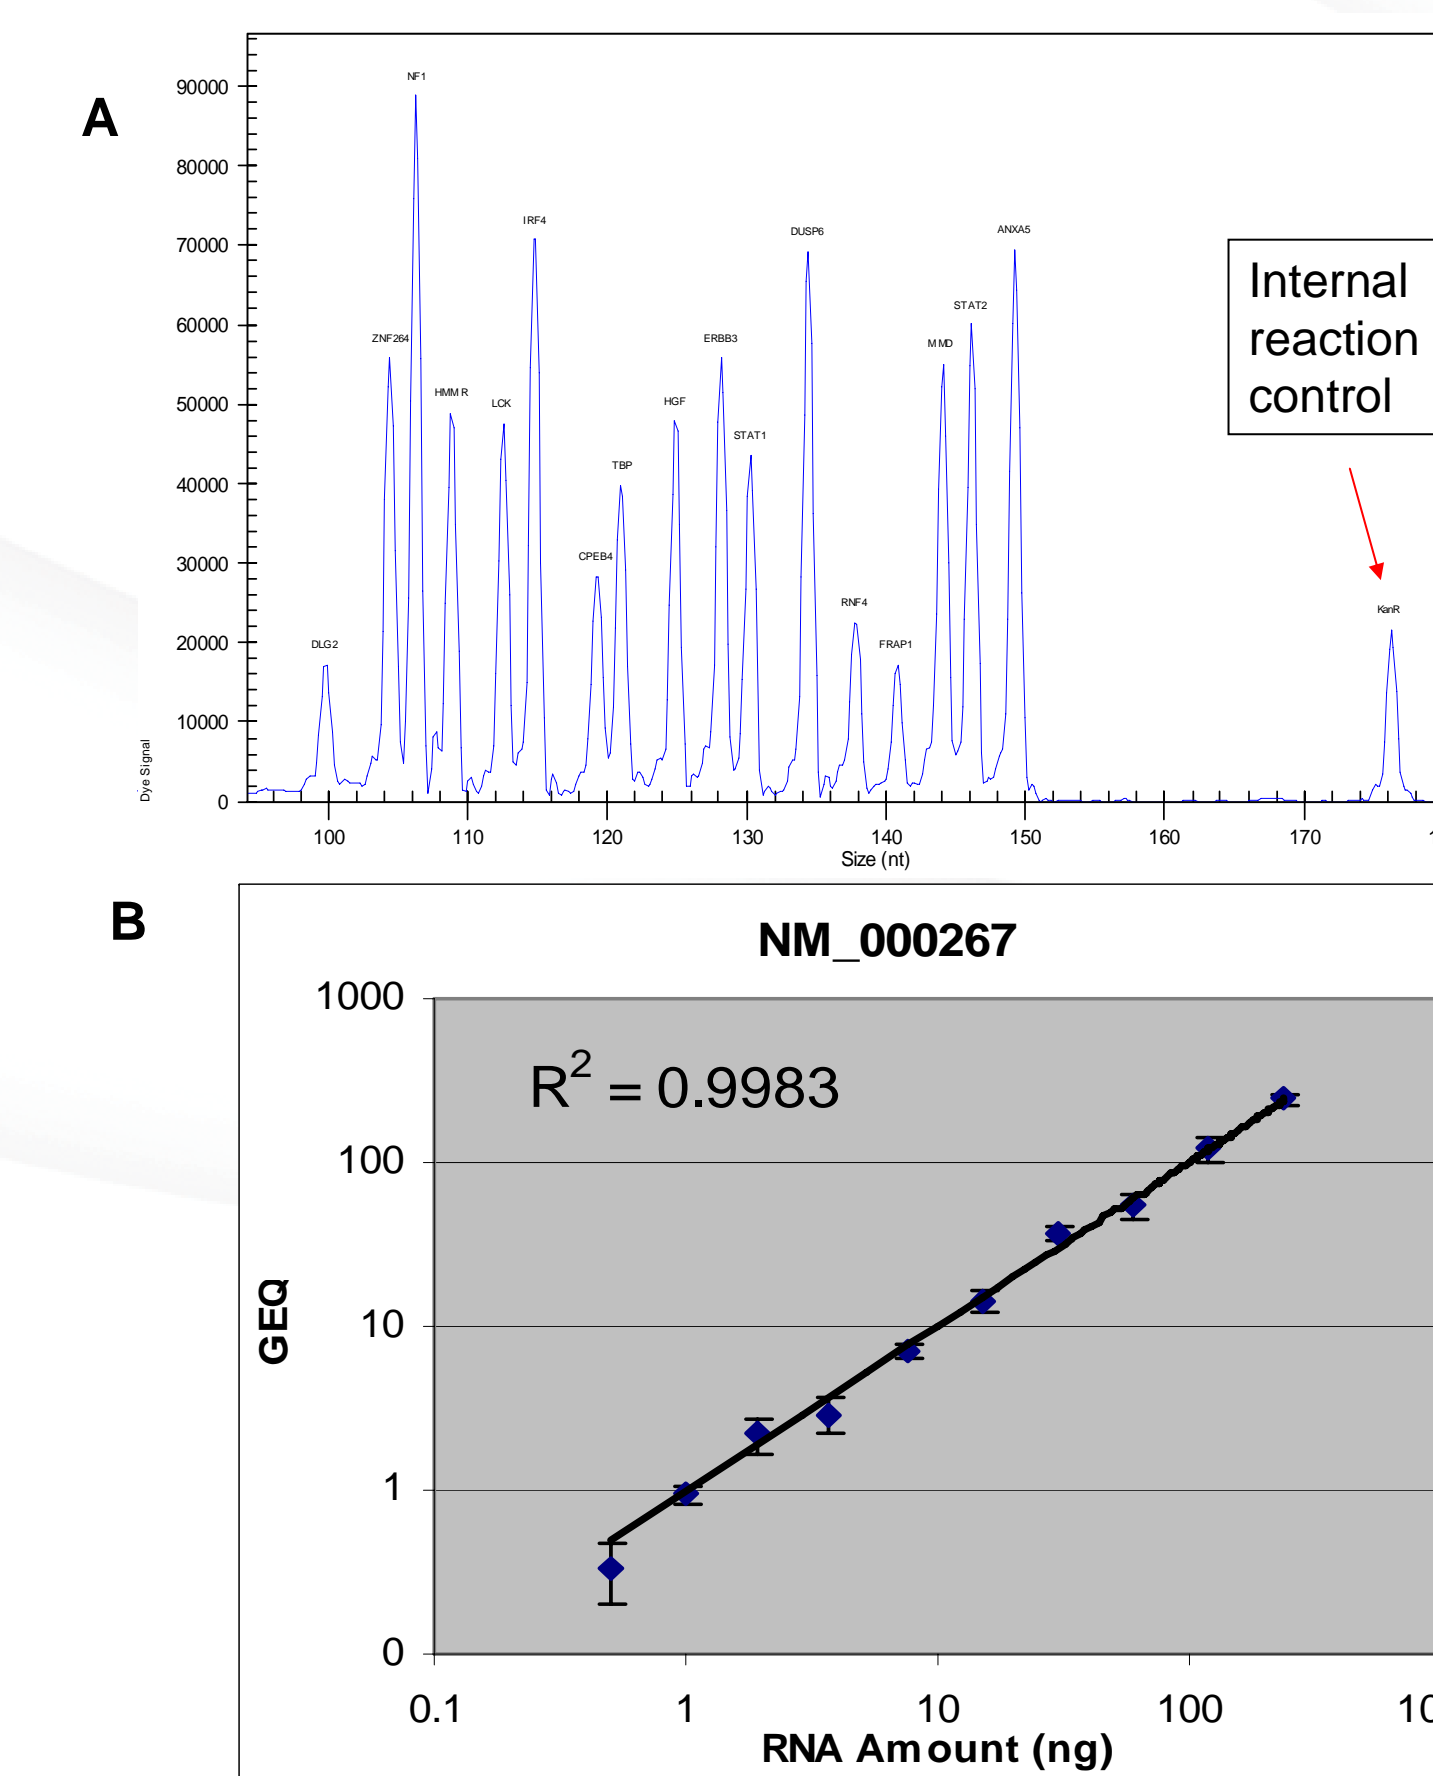 A
NF1
90000
80000
IRF4
70000
DUSP6
ANXA5
Internal
reaction
control
STAT2
60000
ZNF264
ERBB3
MMD
50000
HMMR
LCK
HGF
STAT1
40000
TBP
30000
CPEB4
20000
DLG2
RNF4
FRAP1
KanR
10000
0
Dye Signal
100 110 120 130 140 150 160 170
Size (nt)
B
NM_000267
1000
R² = 0.9983
100
GEQ
10
1
0
0.1 1 10 100
RNA Amount (ng)